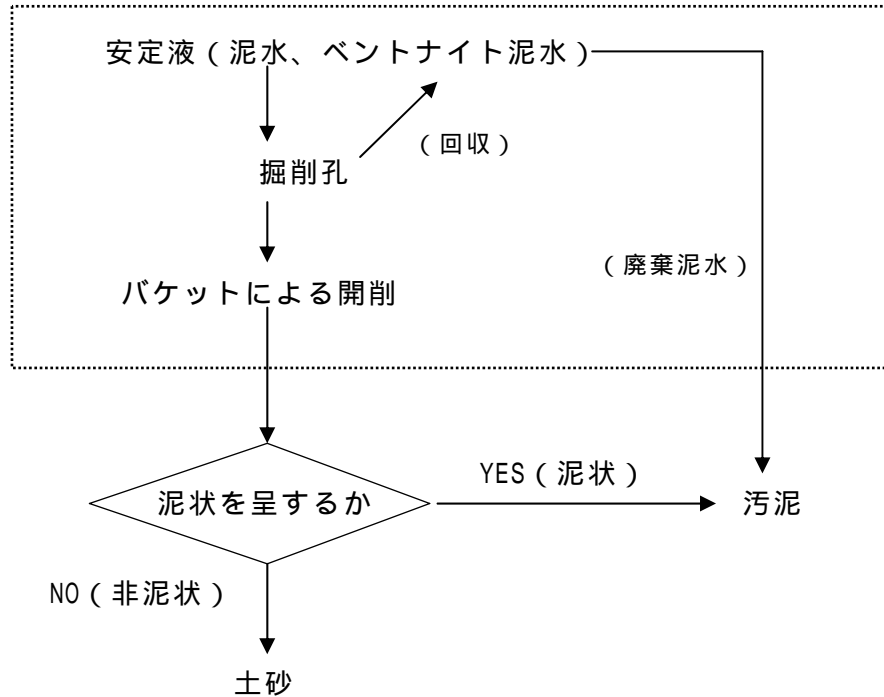 安定液（泥水、ベントナイト泥水）
（回収）
掘削孔
（廃棄泥水）
バケットによる開削
YES（泥状）
泥状を呈するか
汚泥
NO（非泥状）
土砂